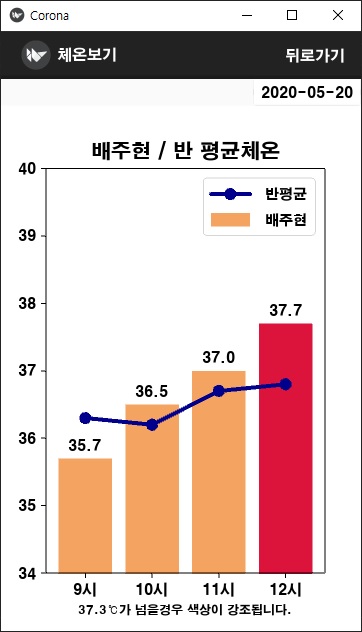 Corona
체온보기
뒤로가기
2020-05-20
배주현 / 반 평균체온
반평균
배주현
40
39
38
37
36
35
34
35.7
36.5
37.0
37.7
9시
10시
11시
12시
37.3℃가 넘을경우 색상이 강조됩니다.